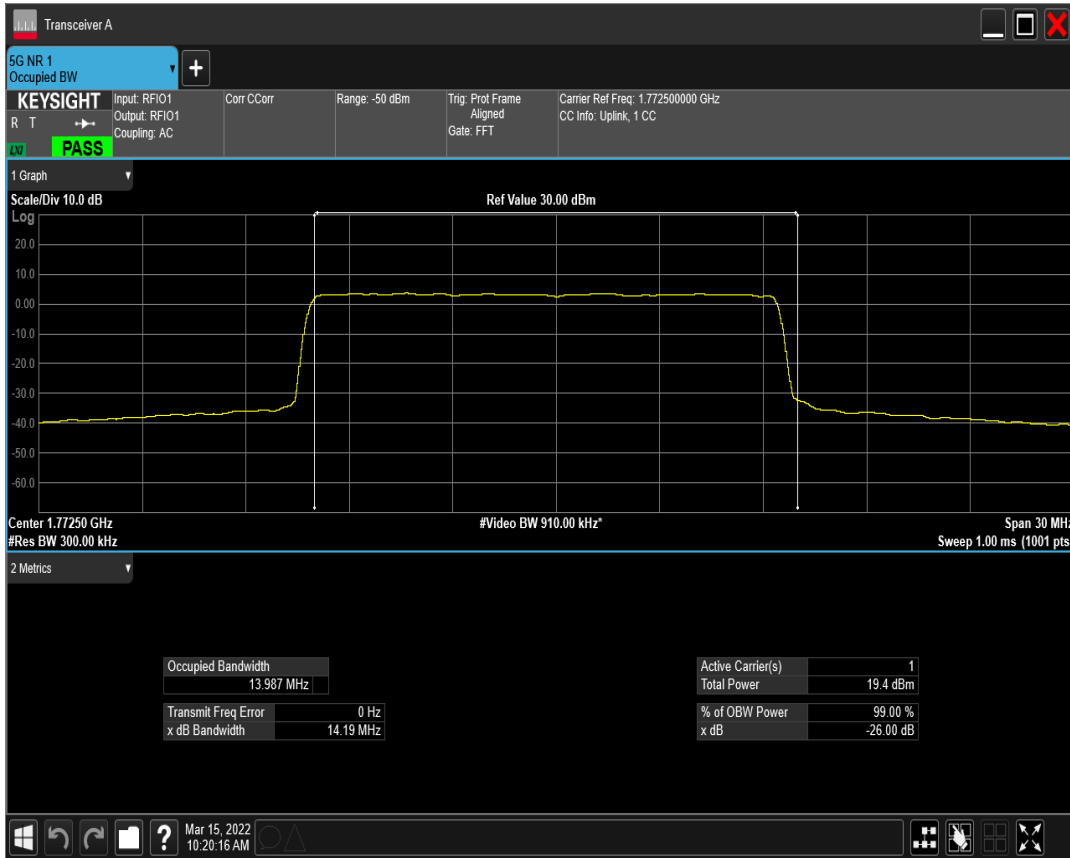 Transceiver A
5G NR 1
Occupied BW
KEYSIGHT
R T
LXI
PASS
Input: RFIO1
Output: RFIO1
Coupling: AC
Corr CCorr
Range: -50 dBm
Trig: Prot Frame
Aligned
Gate: FFT
Carrier Ref Freq: 1.772500000 GHz
CC Info: Uplink, 1 CC
1 Graph
Scale/Div 10.0 dB
Ref Value 30.00 dBm
Log
20.0
10.0
0.00
-10.0
-20.0
-30.0
-40.0
-50.0
-60.0
Center 1.77250 GHz
#Video BW 910.00 kHz*
Span 30 MHz
#Res BW 300.00 kHz
Sweep 1.00 ms (1001 pts
2 Metrics
Occupied Bandwidth
13.987 MHz
Transmit Freq Error 0 Hz
x dB Bandwidth 14.19 MHz
Active Carrier(s) 1
Total Power 19.4 dBm
% of OBW Power 99.00 %
x dB -26.00 dB
?
Mar 15, 2022
10:20:16 AM